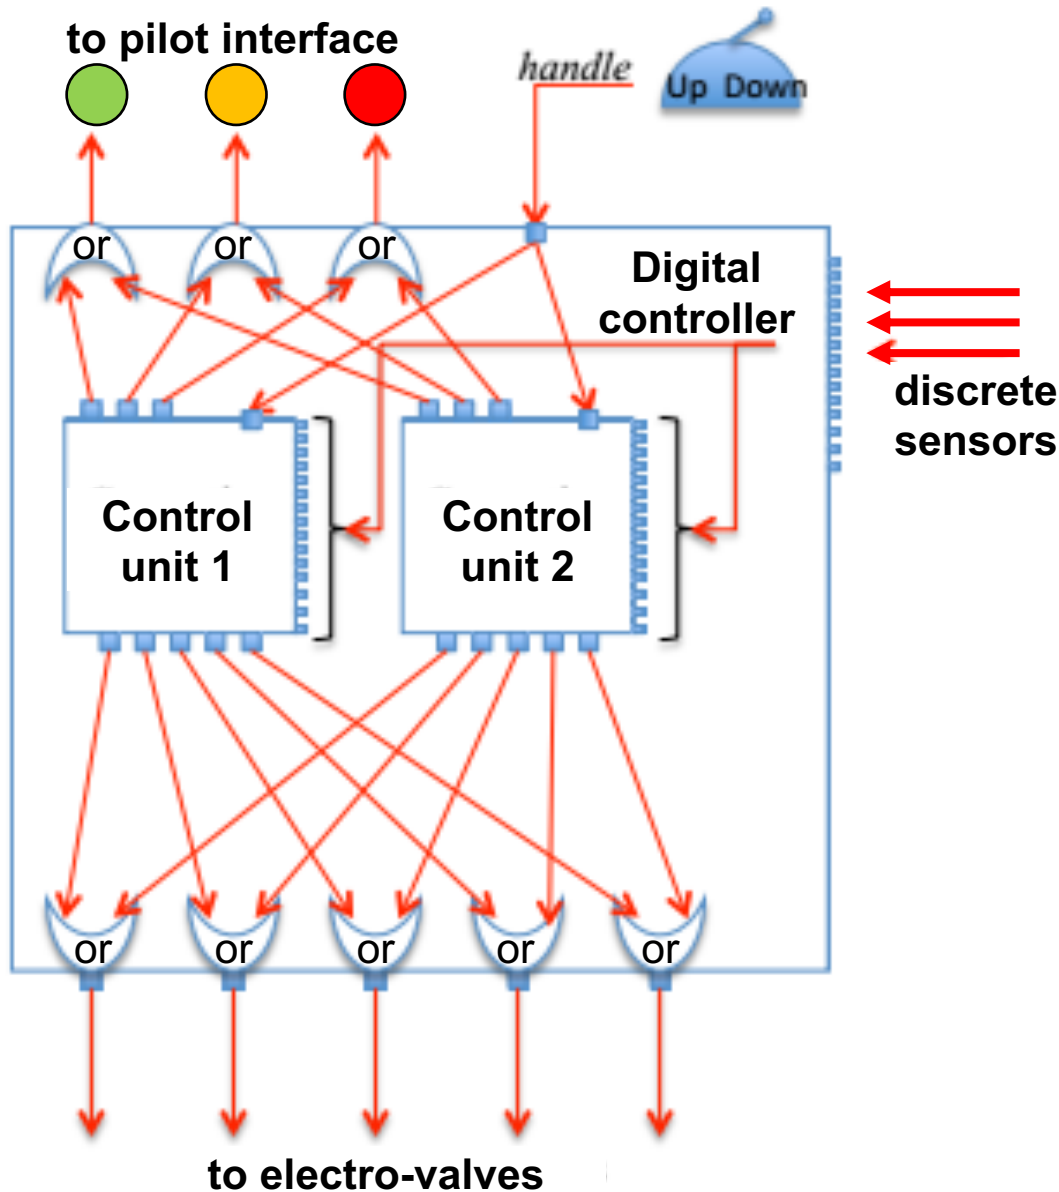 to pilot interface
handle
Up Down
or
or
or
Digital
controller
discrete
sensors
Control
unit 1
Control
unit 2
or
or
or
or
or
to electro-valves